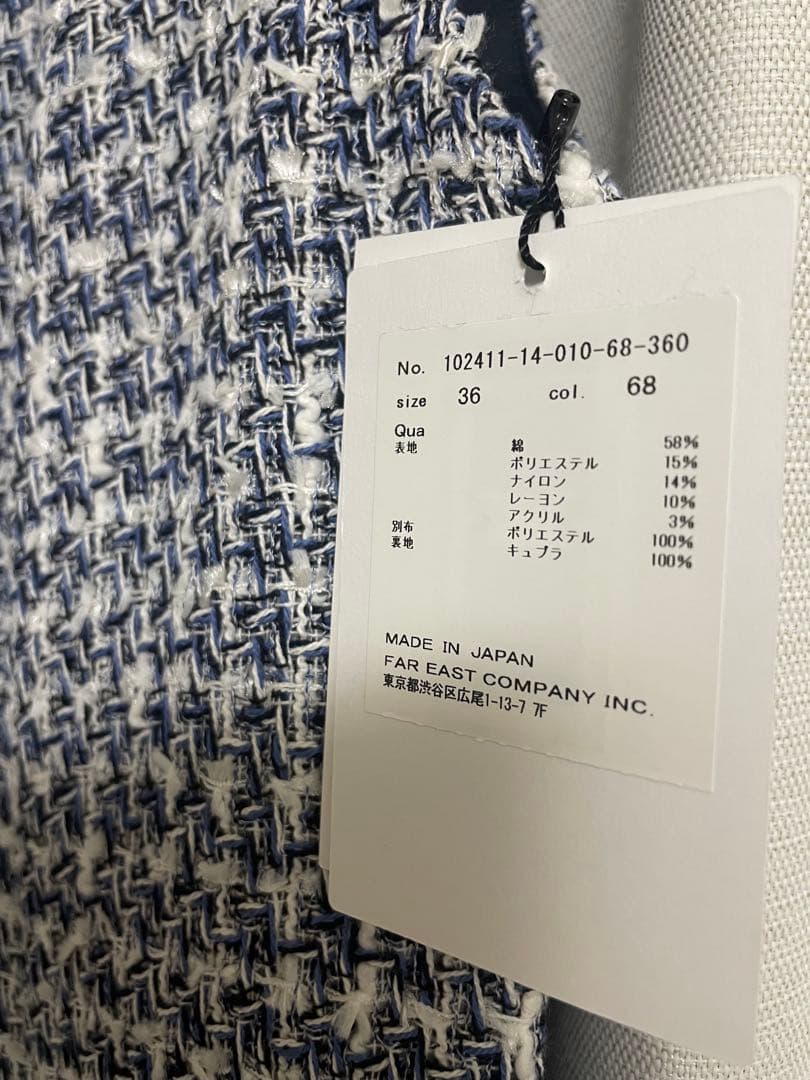 No. 102411-14-010-68-360
size 36 col. 68
Qua
表地 綿 58%
ポリエステル 15%
ナイロン 14%
レーヨン 10%
アクリル 3%
別布 ポリエステル 100%
裏地 キュプラ 100%
MADE IN JAPAN
FAR EAST COMPANY INC.
東京都渋谷区広尾1-13-7 7F